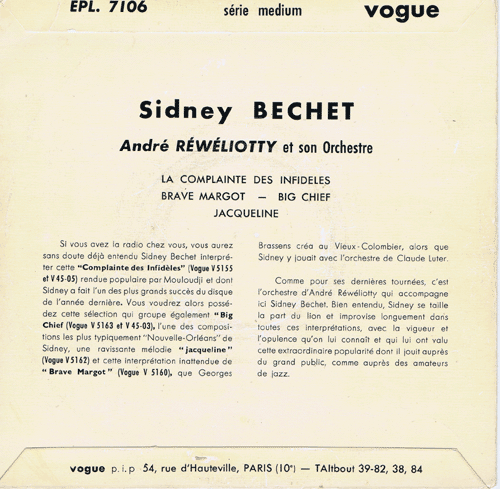 EPL. 7106 série medium vogue
Sidney BECHET
André RÉWÉLIOTTY et son Orchestre
LA COMPLAINTE DES INFIDELES
BRAVE MARGOT — BIG CHIEF
JACQUELINE
Si vous avez la radio chez vous, vous aurez
sans doute déjà entendu Sidney Bechet interpré-
ter cette "Complainte des Infidèles" (Vogue V 5155
et V 45-05) rendue populaire par Mouloudji et dont
Sidney a fait l'un des plus grands succès du disque
de l'année dernière. Vous voudrez alors possé-
dez cette sélection qui groupe également "Big
Chief (Vogue V 5163 et V 45-03), l'une des composi-
tions les plus typiquement "Nouvelle-Orléans" de
Sidney, une ravissante mélodie "jacqueline"
(Vogue V 5162) et cette interprétation inattendue de
"Brave Margot" (Vogue V 5160), que Georges
Brassens créa au Vieux-Colombier, alors que
Sidney y jouait avec l'orchestre de Claude Luter.
Comme pour ses dernières tournées, c'est
l'orchestre d'André Réwéliotty qui accompagne
ici Sidney Bechet. Bien entendu, Sidney se taille
la part du lion et improvise longuement dans
toutes ces interprétations, avec la vigueur et
l'opulence qu'on lui connaît et qui lui ont valu
cette extraordinaire popularité dont il jouit auprès
du grand public, comme auprès des amateurs
de jazz.
vogue p. i. p 54, rue d'Hauteville, PARIS (10e) — TAItbout 39-82, 38, 84